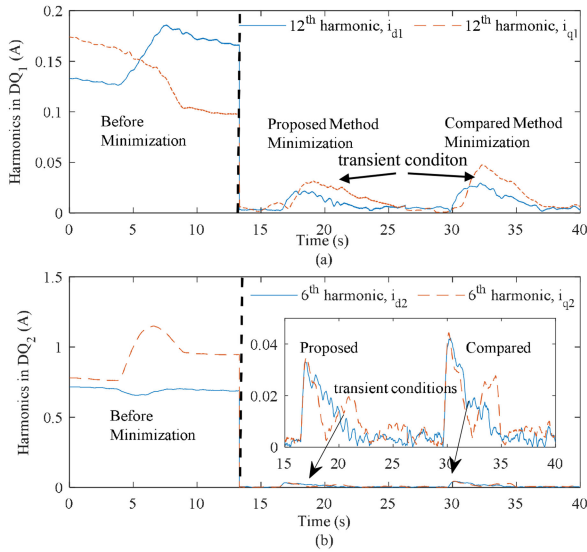 Harmonics in DQ1 (A)
0.2
0.15
0.1
0.05
0
12th harmonic, id1
12th harmonic, iq1
Before
Minimization
Proposed Method
Minimization
Compared Method
Minimization
transient conditon
0 5 10 15 20 25 30 35 40
Time (s)
(a)
Harmonics in DQ2 (A)
1.5
1
0.5
0
6th harmonic, id2
6th harmonic, iq2
Before
Minimization
0.04
0.02
0
Proposed
Compared
transient conditions
15 20 25 30 35 40
0 5 10 15 20 25 30 35 40
Time (s)
(b)